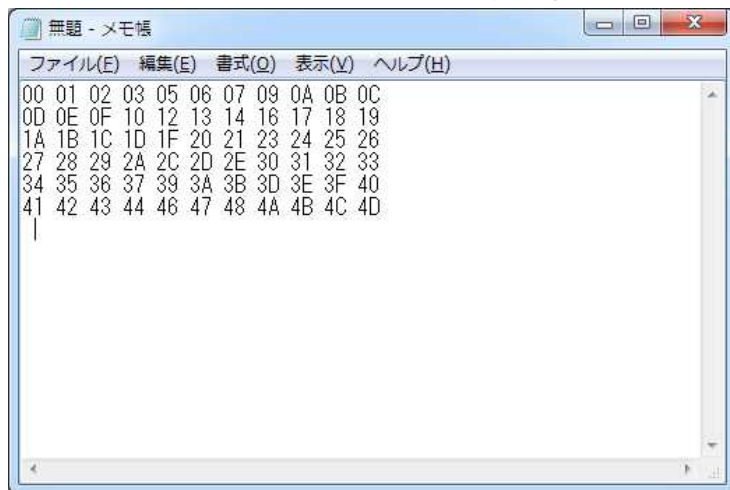 無題 - メモ帳
ファイル(F) 編集(E) 書式(O) 表示(V) ヘルプ(H)
00 01 02 03 05 06 07 09 0A 0B 0C
0D 0E 0F 10 12 13 14 16 17 18 19
1A 1B 1C 1D 1F 20 21 23 24 25 26
27 28 29 2A 2C 2D 2E 30 31 32 33
34 35 36 37 39 3A 3B 3D 3E 3F 40
41 42 43 44 46 47 48 4A 4B 4C 4D